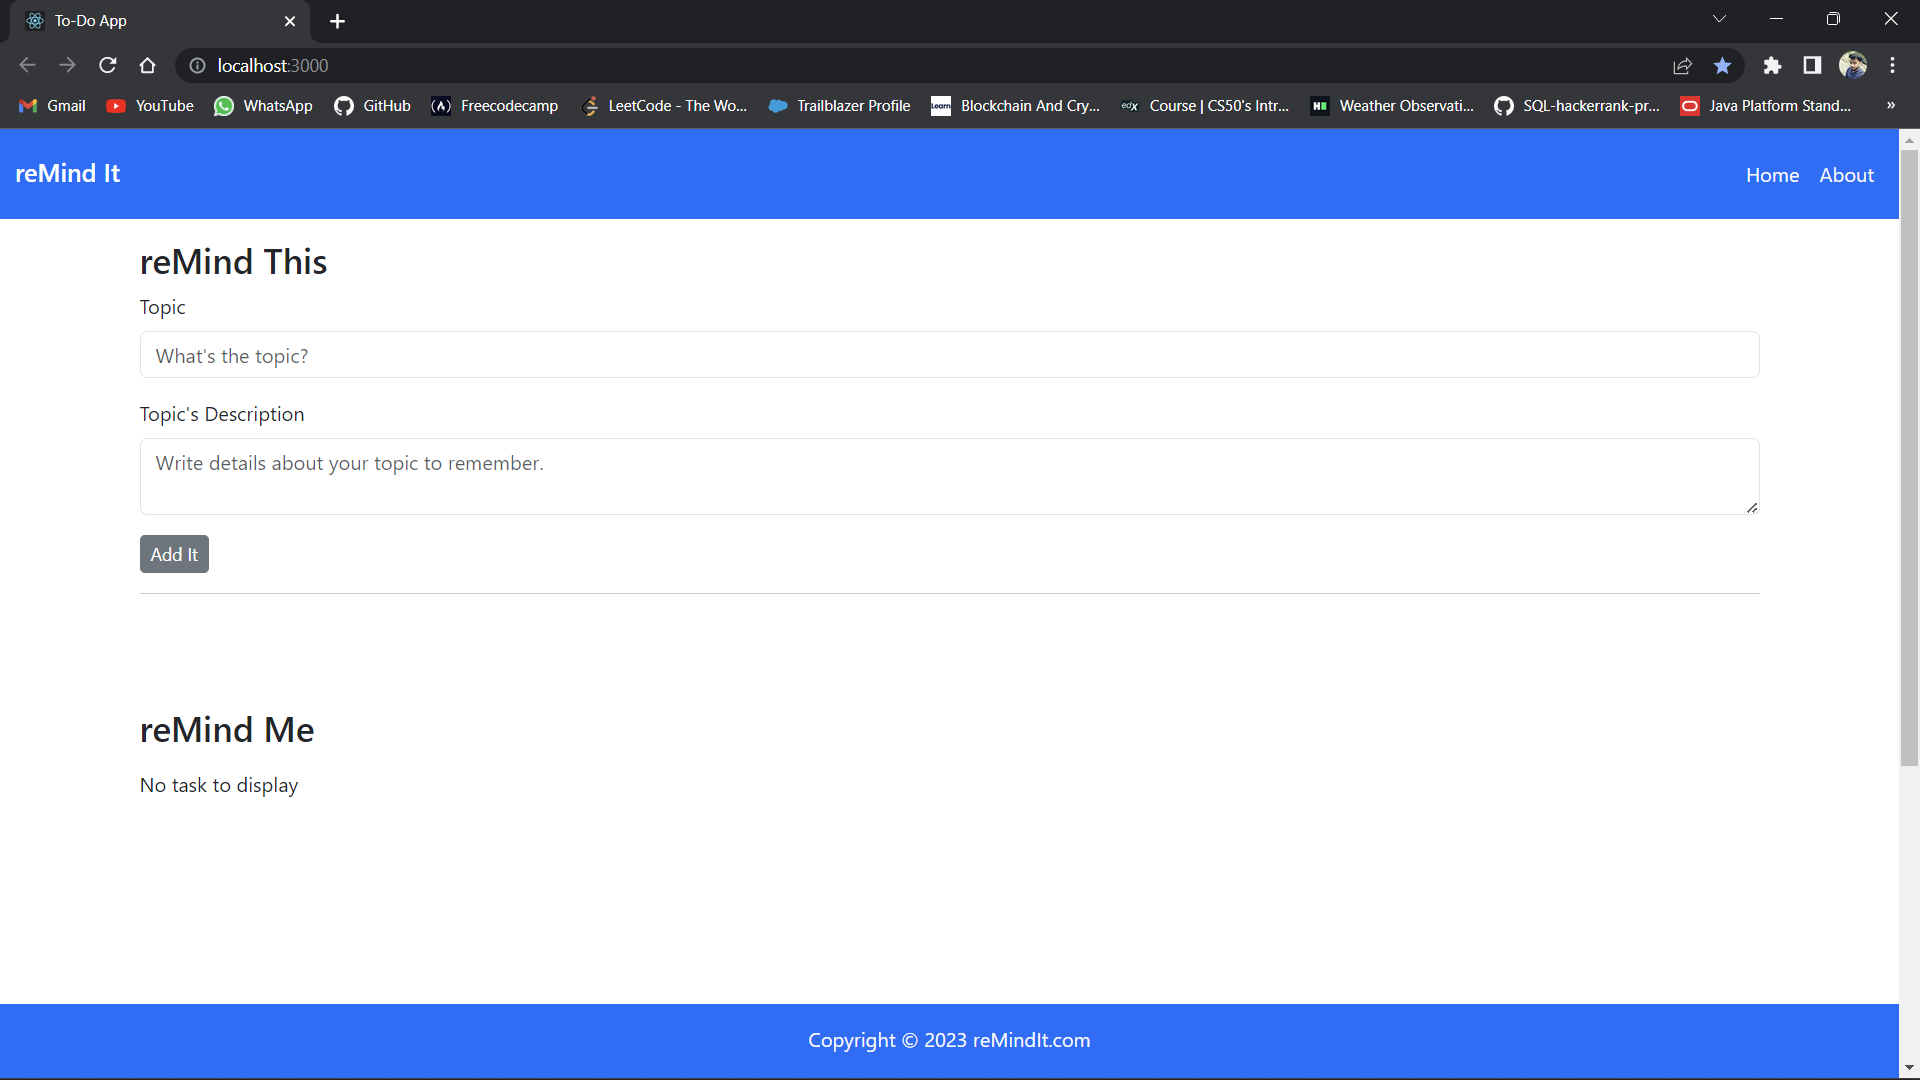 To-Do App
localhost:3000
Gmail YouTube WhatsApp GitHub Freecodecamp LeetCode - The Wo... Trailblazer Profile Learn Blockchain And Cry... edX Course | CS50's Intr... Weather Observati... SQL-hackerrank-pr... Java Platform Stand... »
reMind It Home About
reMind This
Topic
What's the topic?
Topic's Description
Write details about your topic to remember.
Add It
reMind Me
No task to display
Copyright © 2023 reMindIt.com